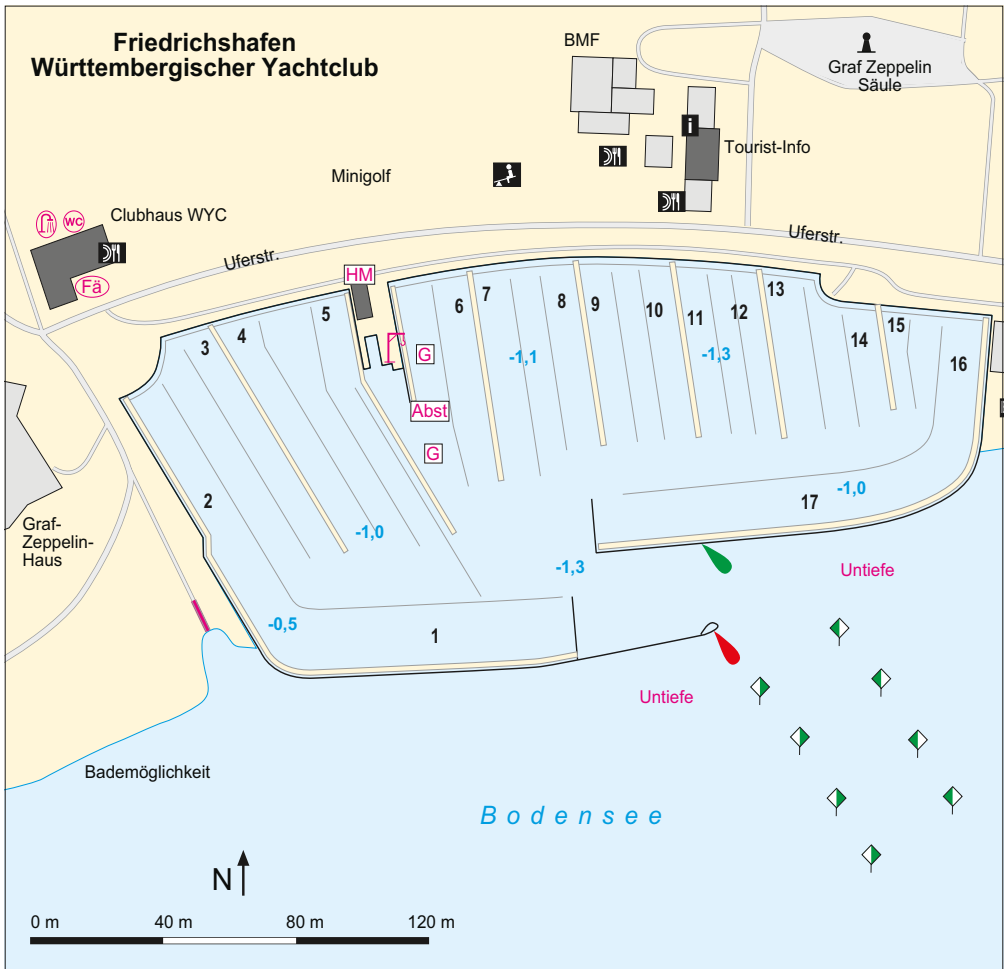 Friedrichshafen
Württembergischer Yachtclub
BMF
Graf Zeppelin
Säule
i
Tourist-Info
Minigolf
WC
Clubhaus WYC
Fä
Uferstr.
Uferstr.
HM
G
Abst
G
1
2
3
4
5
6
7
8
9
10
11
12
13
14
15
16
17
-1,1
-1,3
-1,0
-1,0
-1,3
-0,5
Graf-
Zeppelin-
Haus
Untiefe
Untiefe
Bademöglichkeit
Bodensee
N
0 m 40 m 80 m 120 m